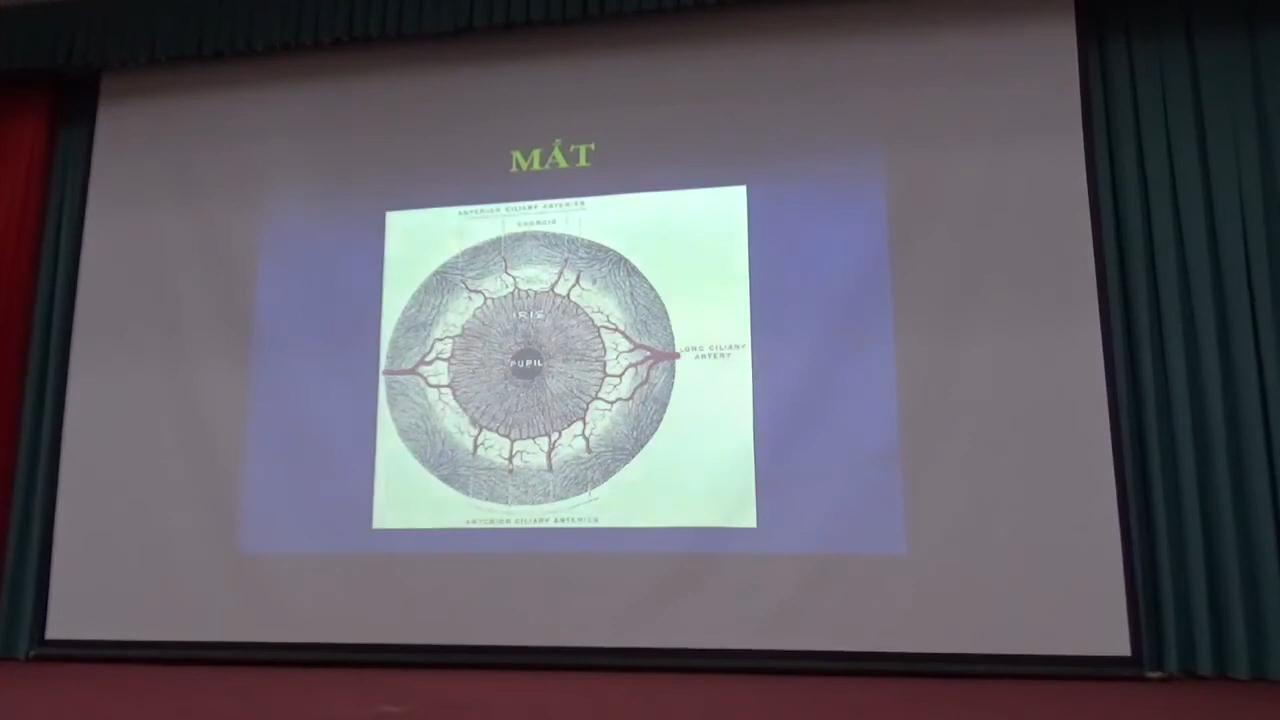 MẮT
ANTERIOR CILIARY ARTERIES
CHOROID
IRIS
PUPIL
LONG CILIARY
ARTERY
ANTERIOR CILIARY ARTERIES